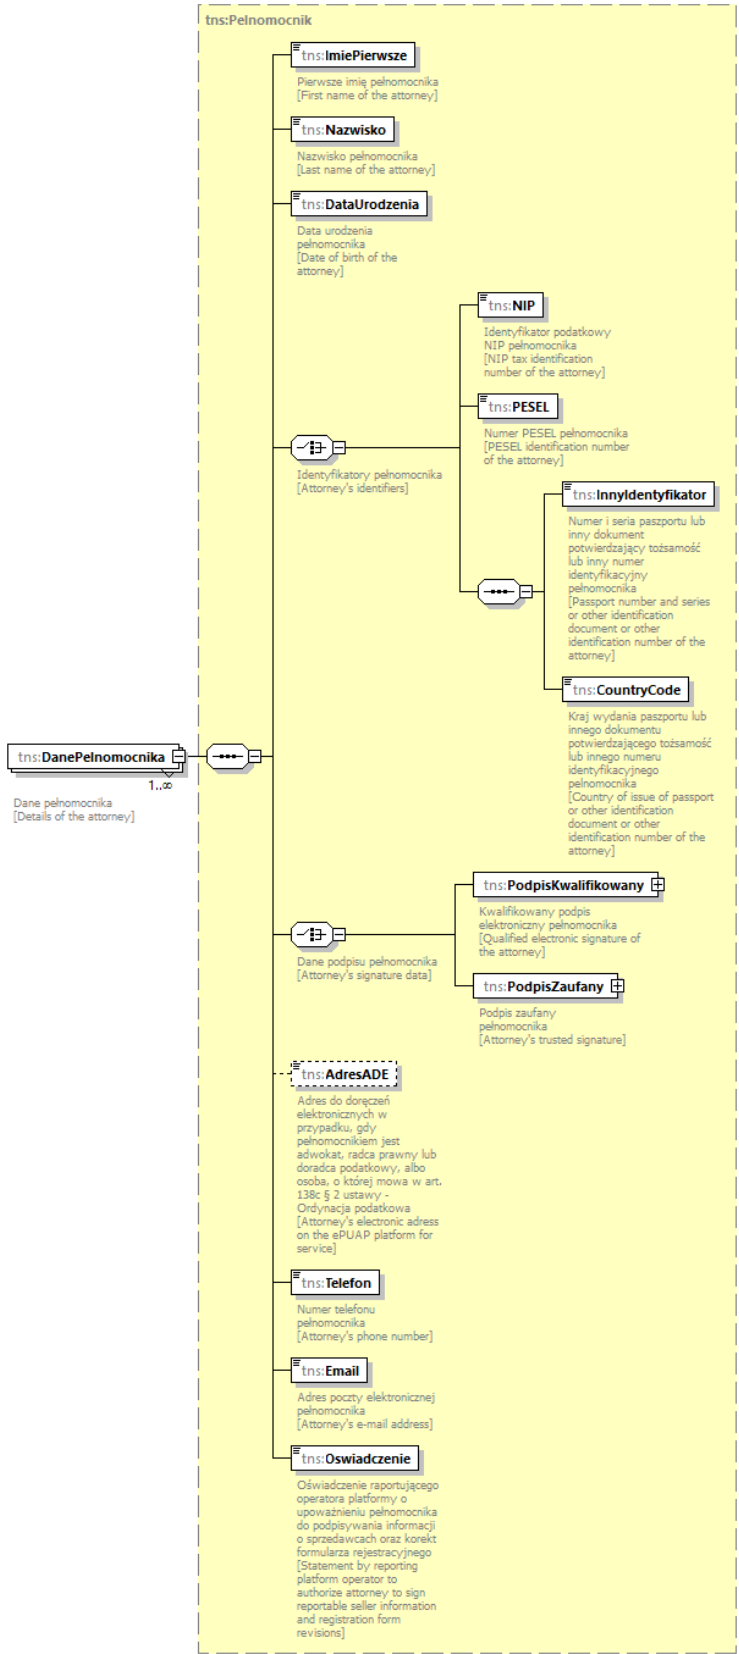 tns:Pelnomocnik
tns:ImiePierwsze
Pierwsze imię pełnomocnika
[First name of the attorney]
tns:Nazwisko
Nazwisko pełnomocnika
[Last name of the attorney]
tns:DataUrodzenia
Data urodzenia
pełnomocnika
[Date of birth of the
attorney]
tns:NIP
Identyfikator podatkowy
NIP pełnomocnika
[NIP tax identification
number of the attorney]
tns:PESEL
Numer PESEL pełnomocnika
[PESEL identification number
of the attorney]
Identyfikatory pełnomocnika
[Attorney's identifiers]
tns:InnyIdentyfikator
Numer i seria paszportu lub
inny dokument
potwierdzający tożsamość
lub inny numer
identyfikacyjny
pełnomocnika
[Passport number and series
or other identification
document or other
identification number of the
attorney]
tns:CountryCode
Kraj wydania paszportu lub
innego dokumentu
potwierdzającego tożsamość
lub innego numeru
identyfikacyjnego
pełnomocnika
[Country of issue of passport
or other identification
document or other
identification number of the
attorney]
tns:DanePelnomocnika
1..∞
Dane pełnomocnika
[Details of the attorney]
tns:PodpisKwalifikowany
Kwalifikowany podpis
elektroniczny pełnomocnika
[Qualified electronic signature of
the attorney]
Dane podpisu pełnomocnika
[Attorney's signature data]
tns:PodpisZaufany
Podpis zaufany
pełnomocnika
[Attorney's trusted signature]
tns:AdresADE
Adres do doręczeń
elektronicznych w
przypadku, gdy
pełnomocnikiem jest
adwokat, radca prawny lub
doradca podatkowy, albo
osoba, o której mowa w art.
138c § 2 ustawy -
Ordynacja podatkowa
[Attorney's electronic adress
on the ePUAP platform for
service]
tns:Telefon
Numer telefonu
pełnomocnika
[Attorney's phone number]
tns:Email
Adres poczty elektronicznej
pełnomocnika
[Attorney's e-mail address]
tns:Oswiadczenie
Oświadczenie raportującego
operatora platformy o
upoważnieniu pełnomocnika
do podpisywania informacji
o sprzedawcach oraz korekt
formularza rejestracyjnego
[Statement by reporting
platform operator to
authorize attorney to sign
reportable seller information
and registration form
revisions]